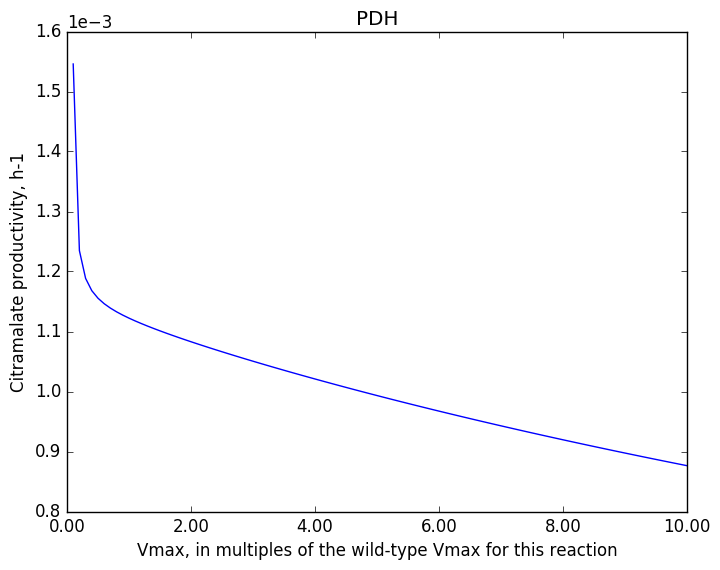 PDH
1e−3
1.6
1.5
1.4
1.3
1.2
1.1
1.0
0.9
0.8
Citramalate productivity, h-1
0.00 2.00 4.00 6.00 8.00 10.00
Vmax, in multiples of the wild-type Vmax for this reaction